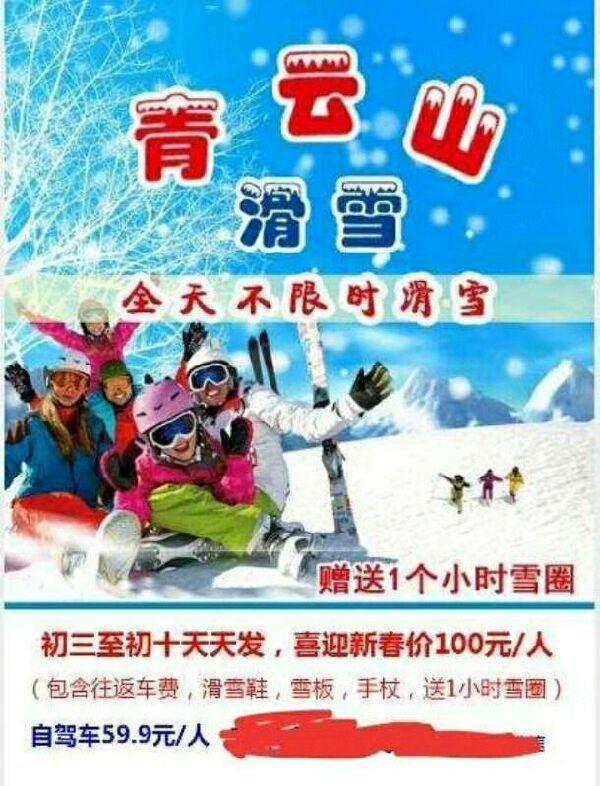 青云山
滑雪
全天不限时滑雪
赠送1个小时雪圈
初三至初十天天发，喜迎新春价100元/人
（包含往返车费，滑雪鞋，雪板，手杖，送1小时雪圈）
自驾车59.9元/人